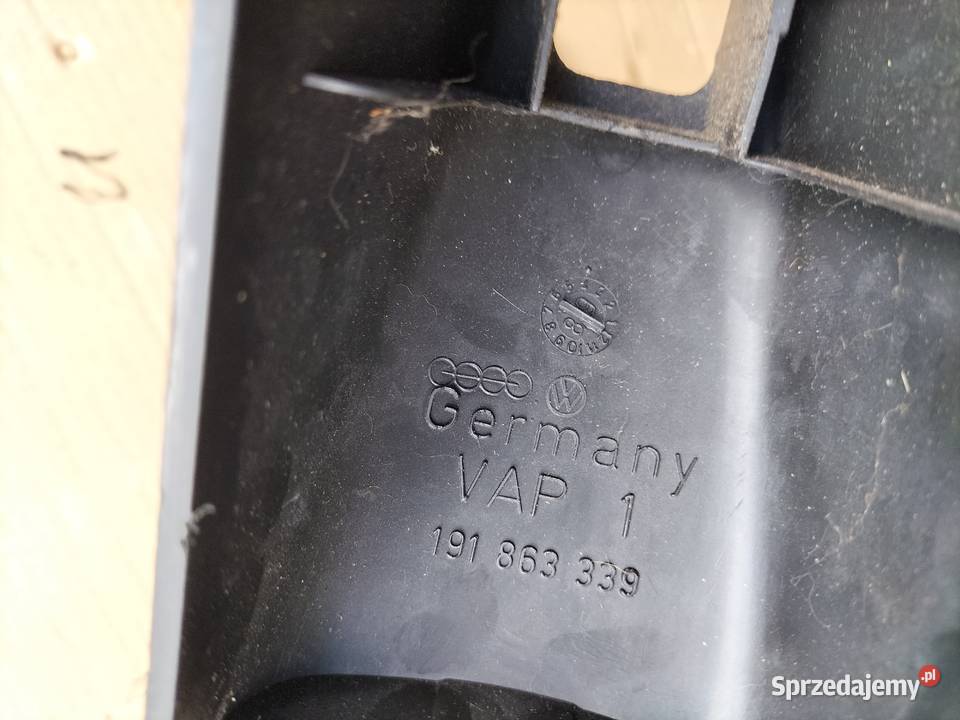 Germany
VAP 1
191 863 339
Sprzedajemy.pl